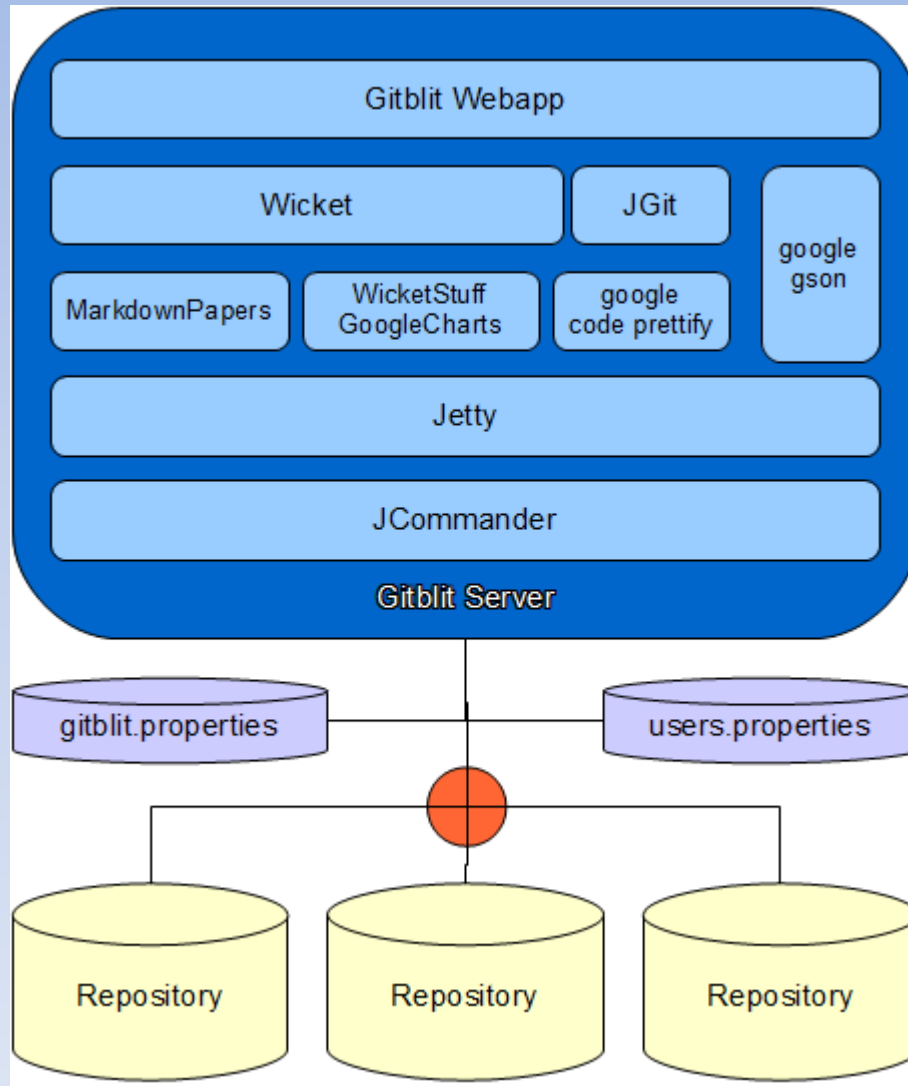 Gitblit Webapp
Wicket
JGit
google
gson
MarkdownPapers
WicketStuff
GoogleCharts
google
code prettify
Jetty
JCommander
Gitblit Server
gitblit.properties
users.properties
Repository
Repository
Repository